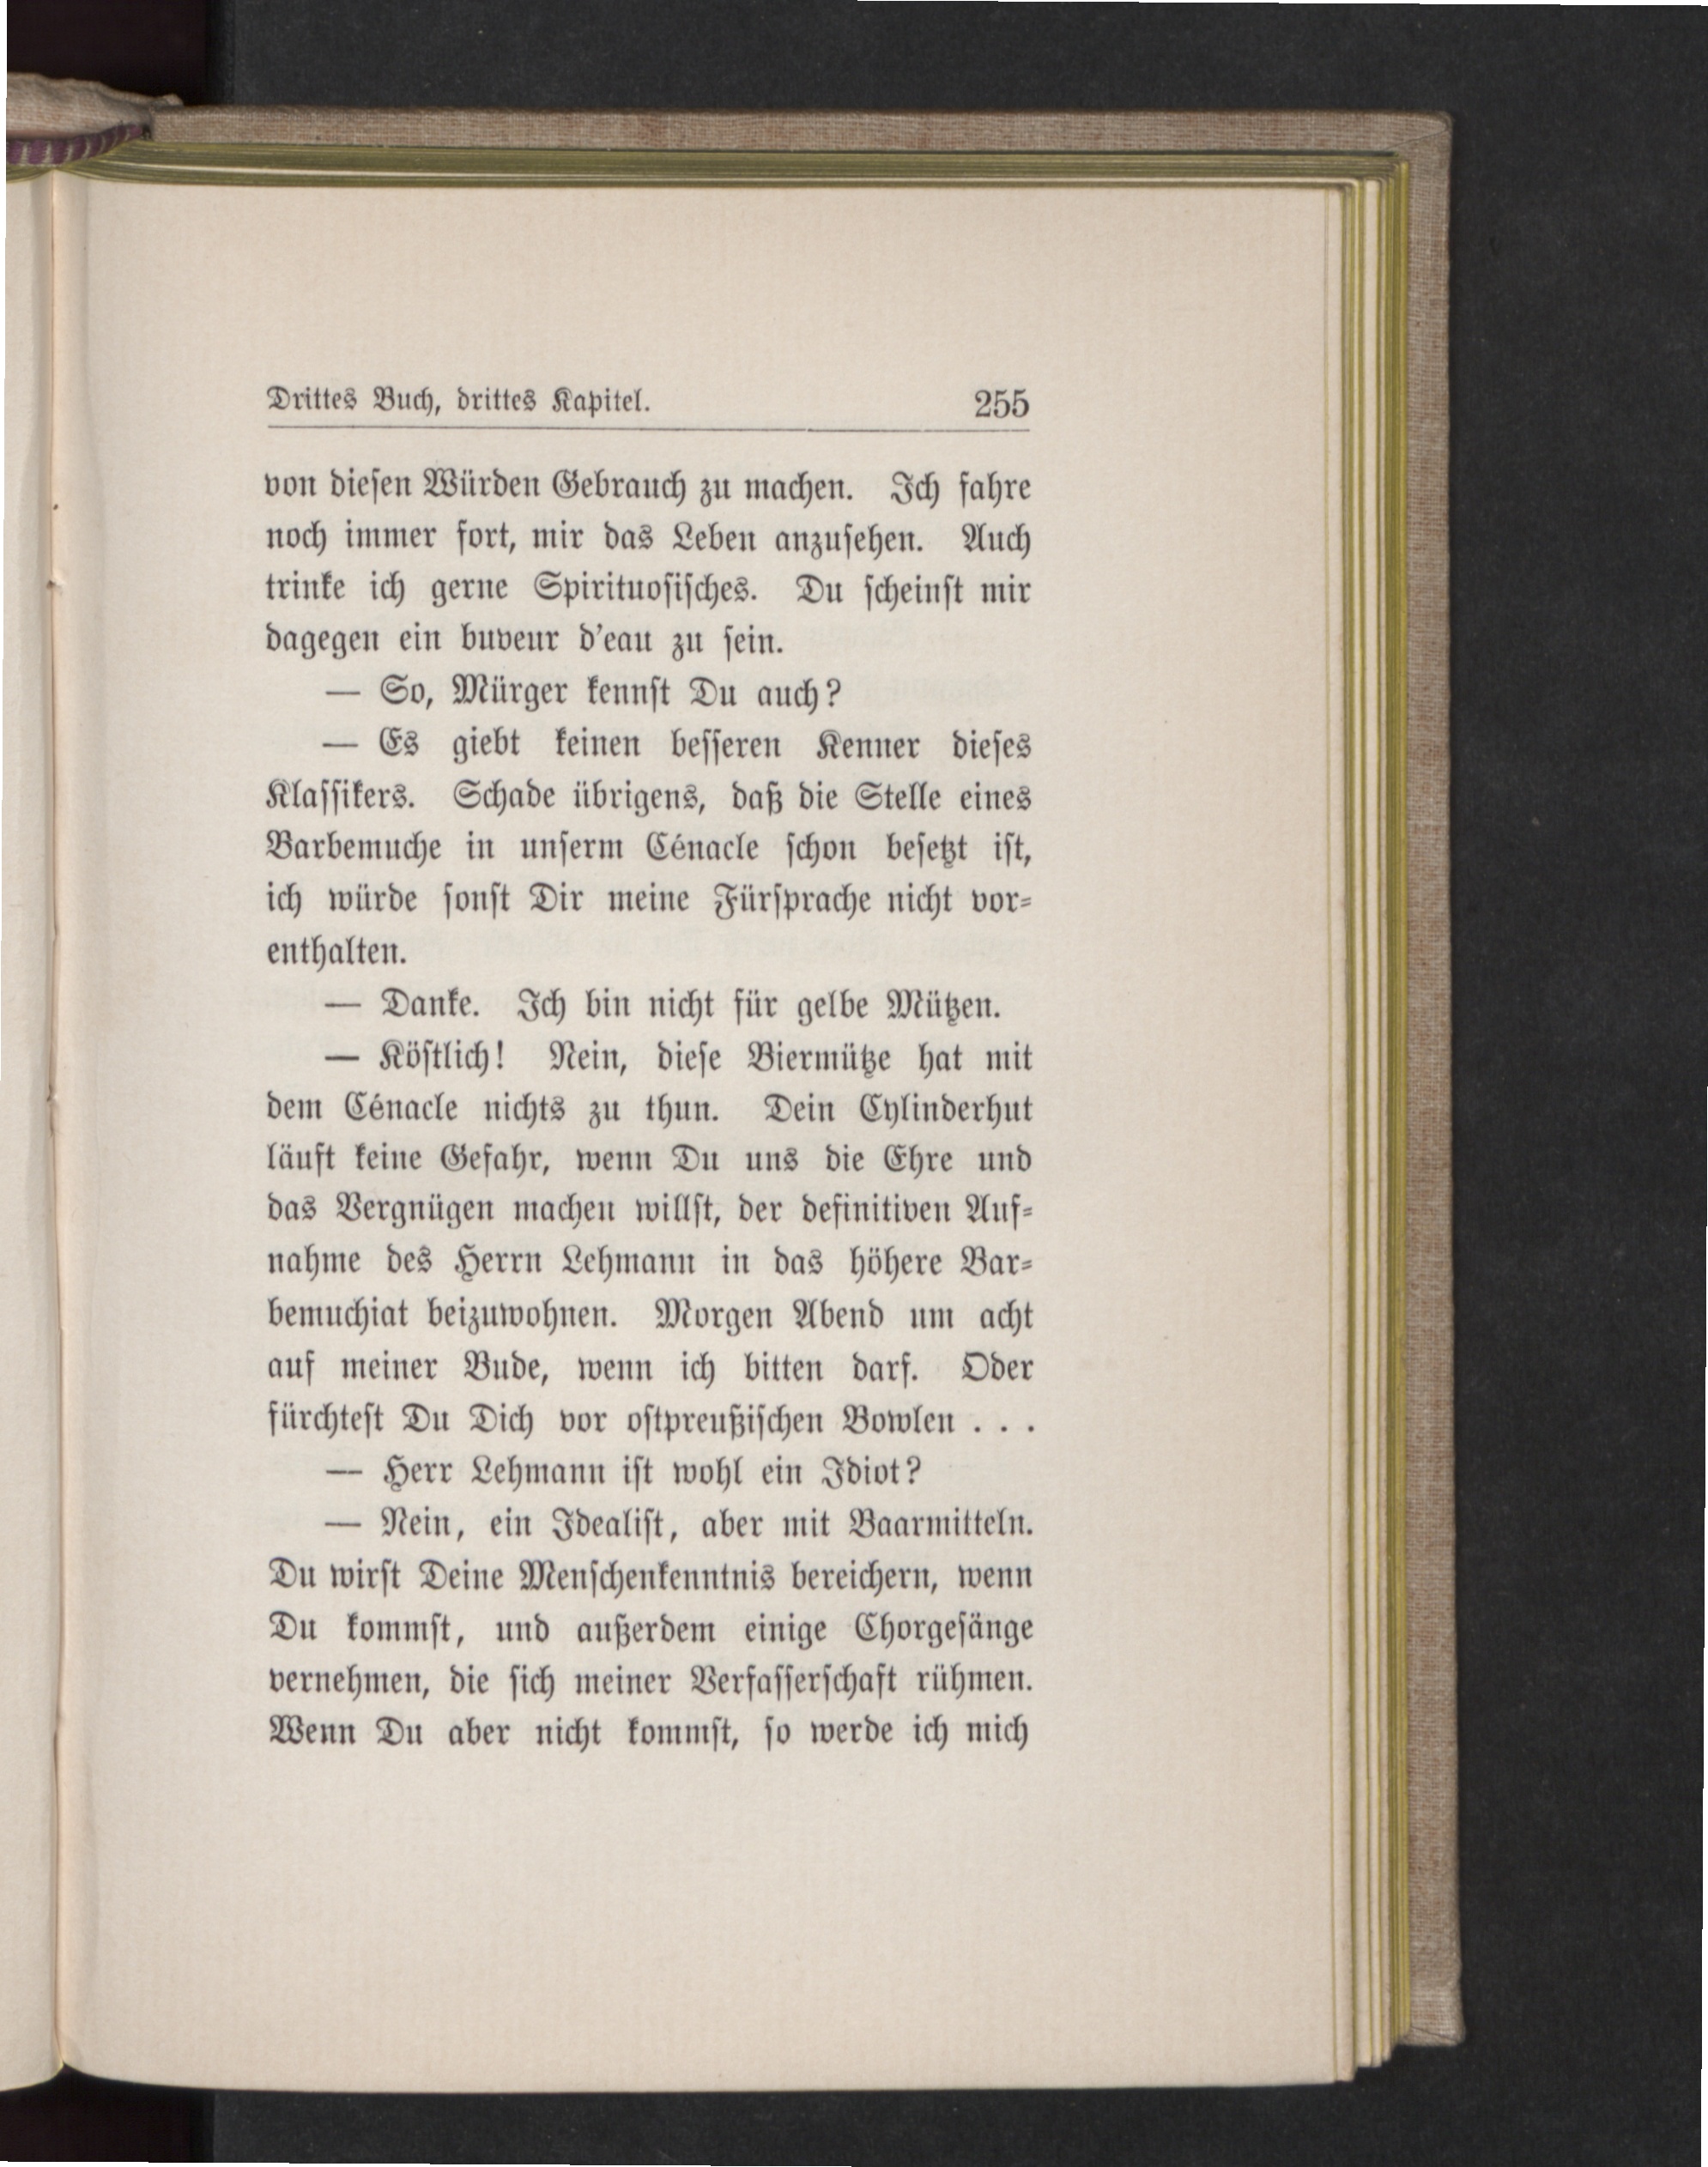 Drittes Buch, drittes Kapitel. 255
von diesen Würden Gebrauch zu machen. Ich fahre
noch immer fort, mir das Leben anzusehen. Auch
trinke ich gerne Spirituosisches. Du scheinst mir
dagegen ein buveur d'eau zu sein.
— So, Mürger kennst Du auch?
— Es giebt keinen besseren Kenner dieses
Klassikers. Schade übrigens, daß die Stelle eines
Barbemuche in unserm Cénacle schon besetzt ist,
ich würde sonst Dir meine Fürsprache nicht vor-
enthalten.
— Danke. Ich bin nicht für gelbe Mützen.
— Köstlich! Nein, diese Biermütze hat mit
dem Cénacle nichts zu thun. Dein Cylinderhut
läuft keine Gefahr, wenn Du uns die Ehre und
das Vergnügen machen willst, der definitiven Auf-
nahme des Herrn Lehmann in das höhere Bar-
bemuchiat beizuwohnen. Morgen Abend um acht
auf meiner Bude, wenn ich bitten darf. Oder
fürchtest Du Dich vor ostpreußischen Bowlen . . .
— Herr Lehmann ist wohl ein Idiot?
— Nein, ein Idealist, aber mit Baarmitteln.
Du wirst Deine Menschenkenntnis bereichern, wenn
Du kommst, und außerdem einige Chorgesänge
vernehmen, die sich meiner Verfasserschaft rühmen.
Wenn Du aber nicht kommst, so werde ich mich